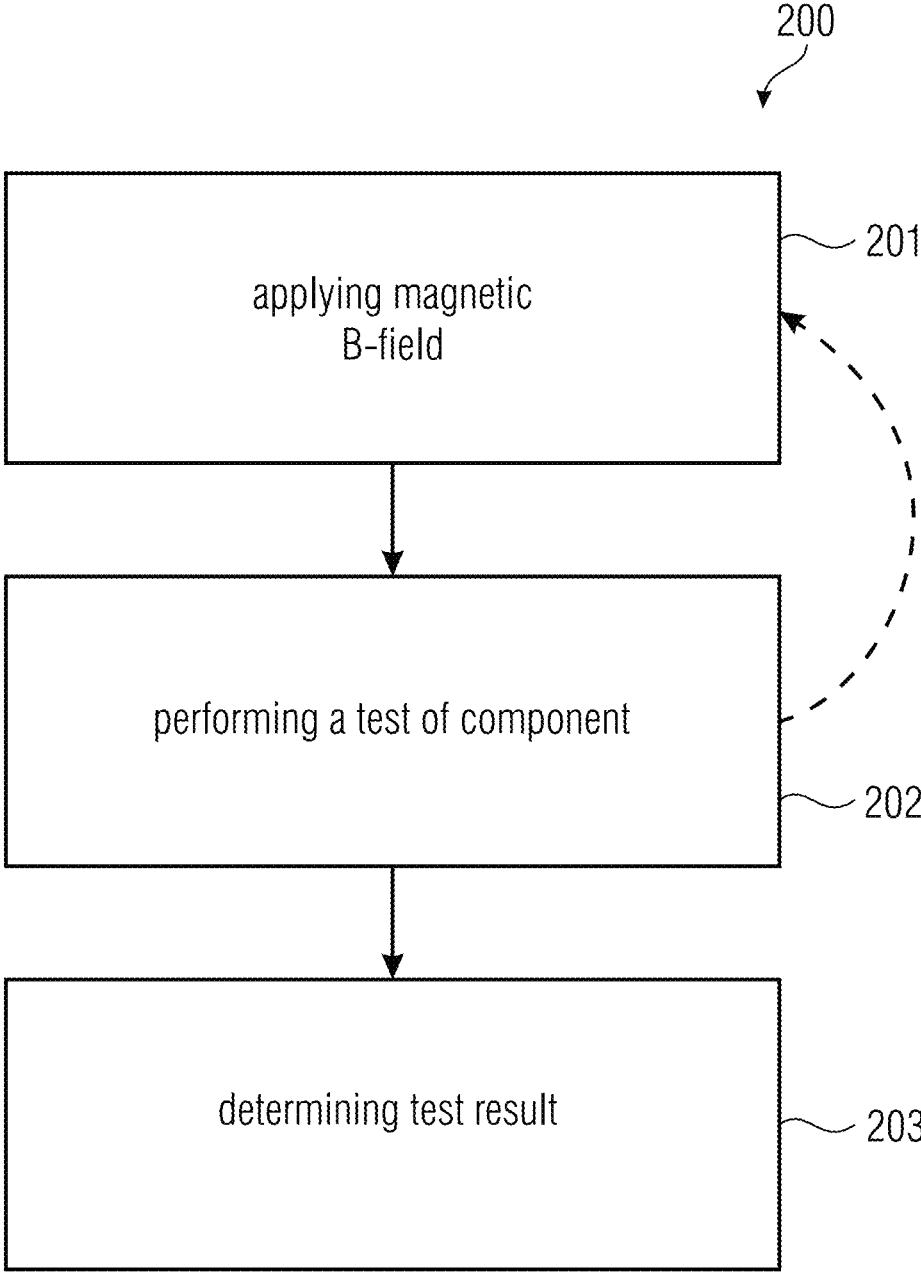 200
applying magnetic
B-field
201
performing a test of component
202
determining test result
203